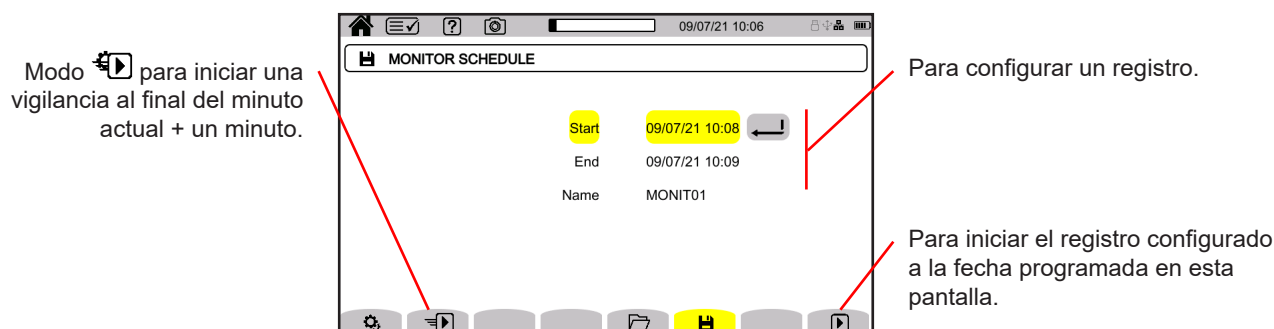 09/07/21 10:06
MONITOR SCHEDULE
Modo para iniciar una
vigilancia al final del minuto
actual + un minuto.
Para configurar un registro.
Start 09/07/21 10:08
End 09/07/21 10:09
Name MONIT01
Para iniciar el registro configurado
a la fecha programada en esta
pantalla.